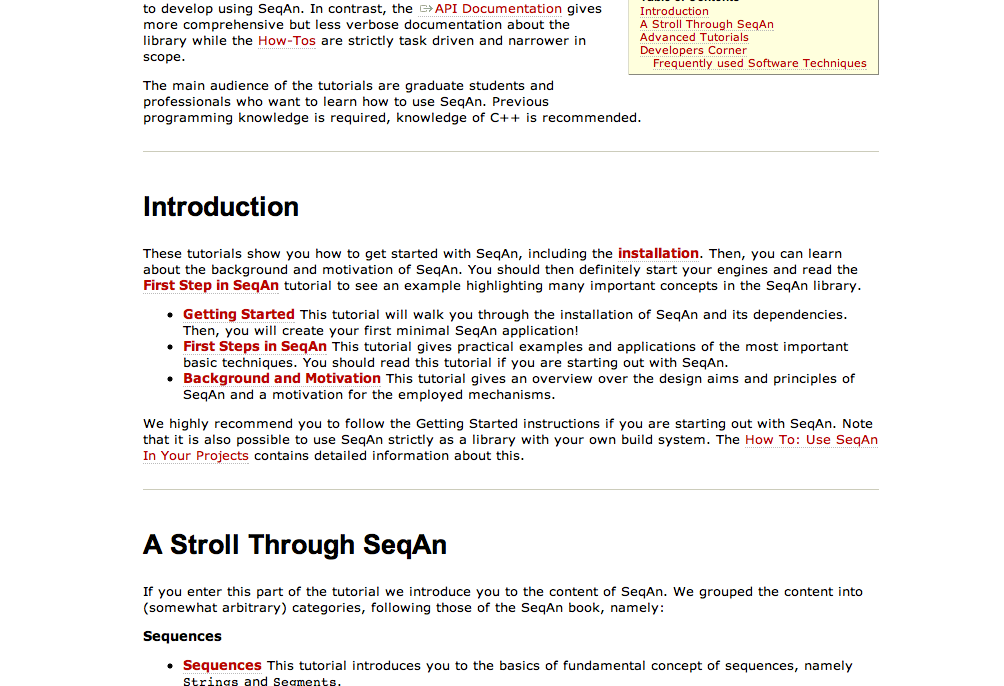 to develop using SeqAn. In contrast, the API Documentation gives
more comprehensive but less verbose documentation about the
library while the How-Tos are strictly task driven and narrower in
scope.
Introduction
A Stroll Through SeqAn
Advanced Tutorials
Developers Corner
Frequently used Software Techniques
The main audience of the tutorials are graduate students and
professionals who want to learn how to use SeqAn. Previous
programming knowledge is required, knowledge of C++ is recommended.
Introduction
These tutorials show you how to get started with SeqAn, including the installation. Then, you can learn
about the background and motivation of SeqAn. You should then definitely start your engines and read the
First Step in SeqAn tutorial to see an example highlighting many important concepts in the SeqAn library.
• Getting Started This tutorial will walk you through the installation of SeqAn and its dependencies.
Then, you will create your first minimal SeqAn application!
• First Steps in SeqAn This tutorial gives practical examples and applications of the most important
basic techniques. You should read this tutorial if you are starting out with SeqAn.
• Background and Motivation This tutorial gives an overview over the design aims and principles of
SeqAn and a motivation for the employed mechanisms.
We highly recommend you to follow the Getting Started instructions if you are starting out with SeqAn. Note
that it is also possible to use SeqAn strictly as a library with your own build system. The How To: Use SeqAn
In Your Projects contains detailed information about this.
A Stroll Through SeqAn
If you enter this part of the tutorial we introduce you to the content of SeqAn. We grouped the content into
(somewhat arbitrary) categories, following those of the SeqAn book, namely:
Sequences
• Sequences This tutorial introduces you to the basics of fundamental concept of sequences, namely
Strings and Segments.